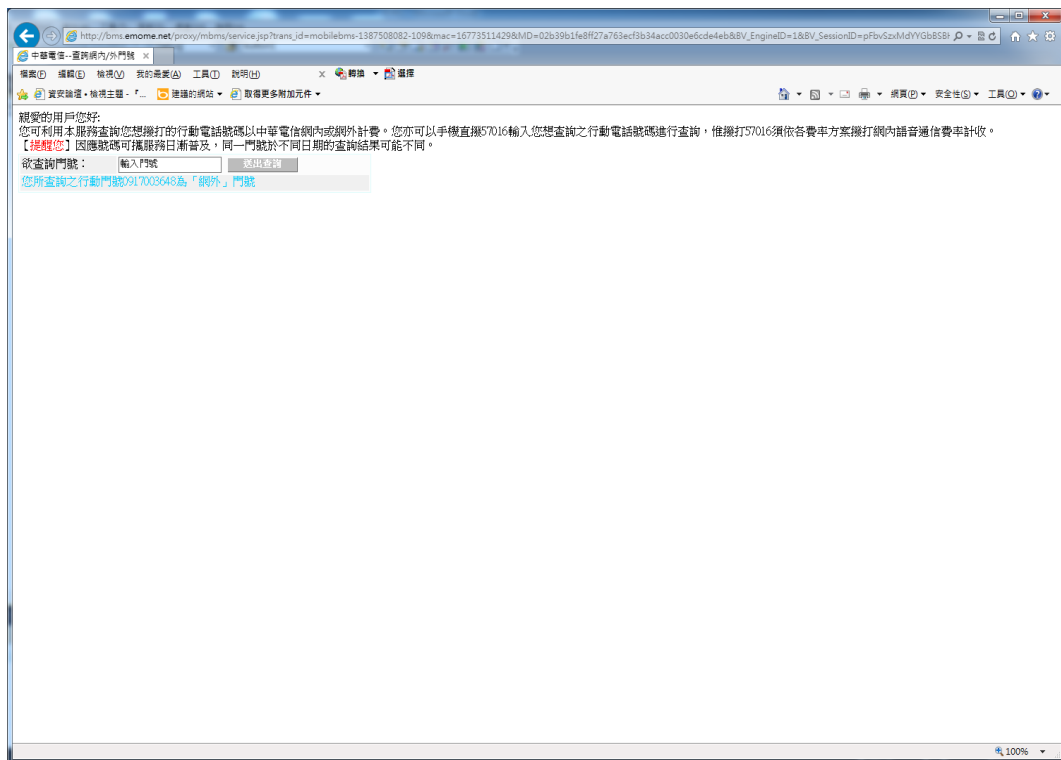 http://bms.emome.net/proxy/mbms/service.jsp?trans_id=mobilebms-1387508082-109&mac=16773511429&MD=02b39b1fe8ff27a763ecf3b34acc0030e6cde4eb&BV_EngineID=1&BV_SessionID=pFbvSzxMdYYGbBSBH
中華電信--查詢網內/外門號
檔案(F) 編輯(E) 檢視(V) 我的最愛(A) 工具(T) 說明(H) x 轉換 選擇
資安論壇 • 檢視主題 - 「... 建議的網站 取得更多附加元件 網頁(P) 安全性(S) 工具(O)
親愛的用戶您好:
您可利用本服務查詢您想撥打的行動電話號碼以中華電信網內或網外計費。您亦可以手機直撥57016輸入您想查詢之行動電話號碼進行查詢，惟撥打57016須依各費率方案撥打網內語音通信費率計收。
【提醒您】因應號碼可攜服務日漸普及，同一門號於不同日期的查詢結果可能不同。
欲查詢門號： 輸入門號 送出查詢
您所查詢之行動門號0917003648為「網外」門號
100%